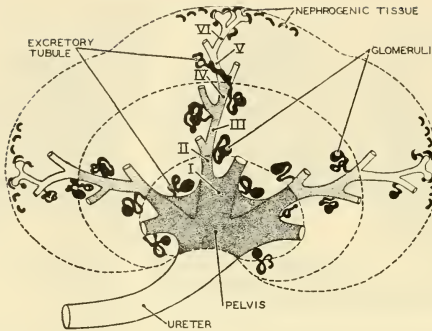 NEPHROGENIC TISSUE
VI
EXCRETORY
TUBULE
V
GLOMERULI
IV
III
II
I
PELVIS
URETER